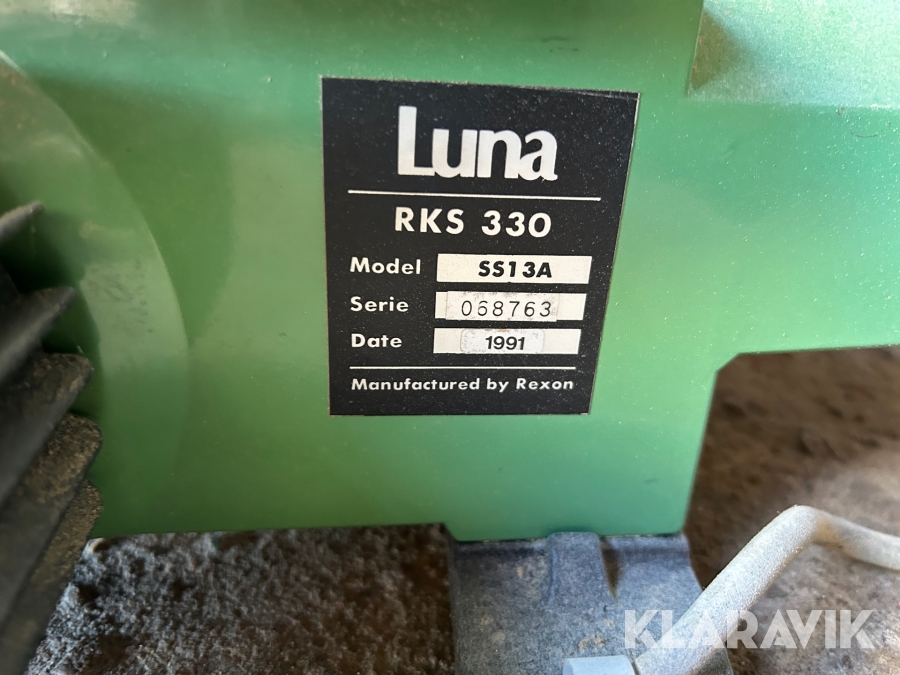 Luna
RKS 330
Model SS13A
Serie 068763
Date 1991
Manufactured by Rexon
KLARAVIK